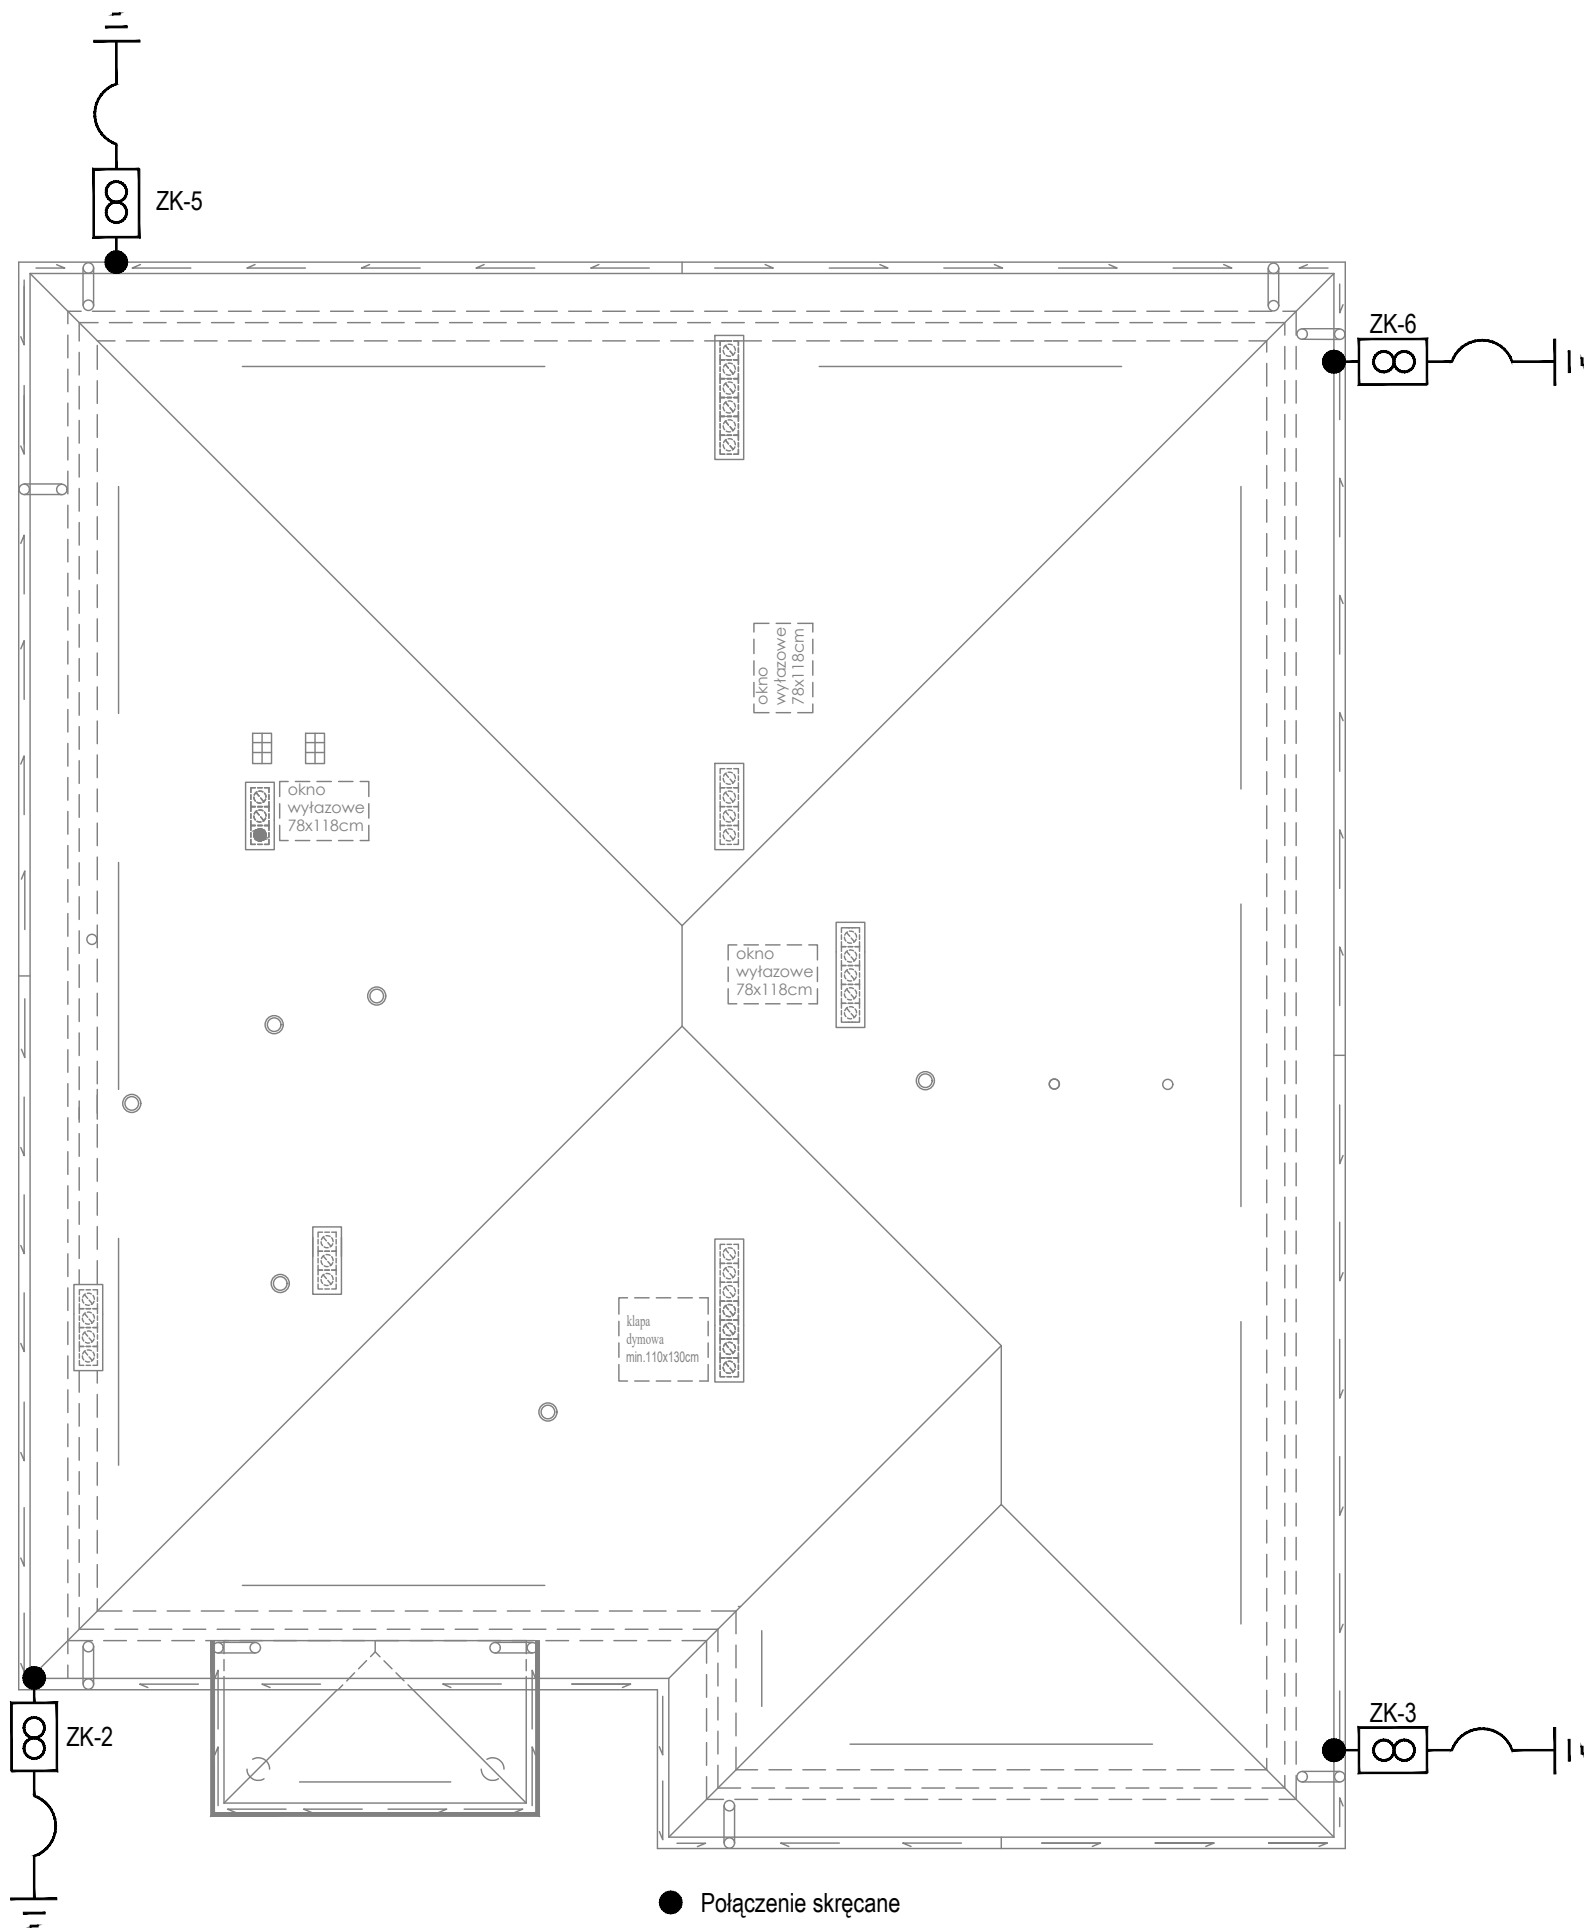 ZK-5
ZK-6
okno
wyłazowe
78x118cm
okno
wyłazowe
78x118cm
okno
wyłazowe
78x118cm
klapa
dymowa
min.110x130cm
ZK-2
ZK-3
Połączenie skręcane